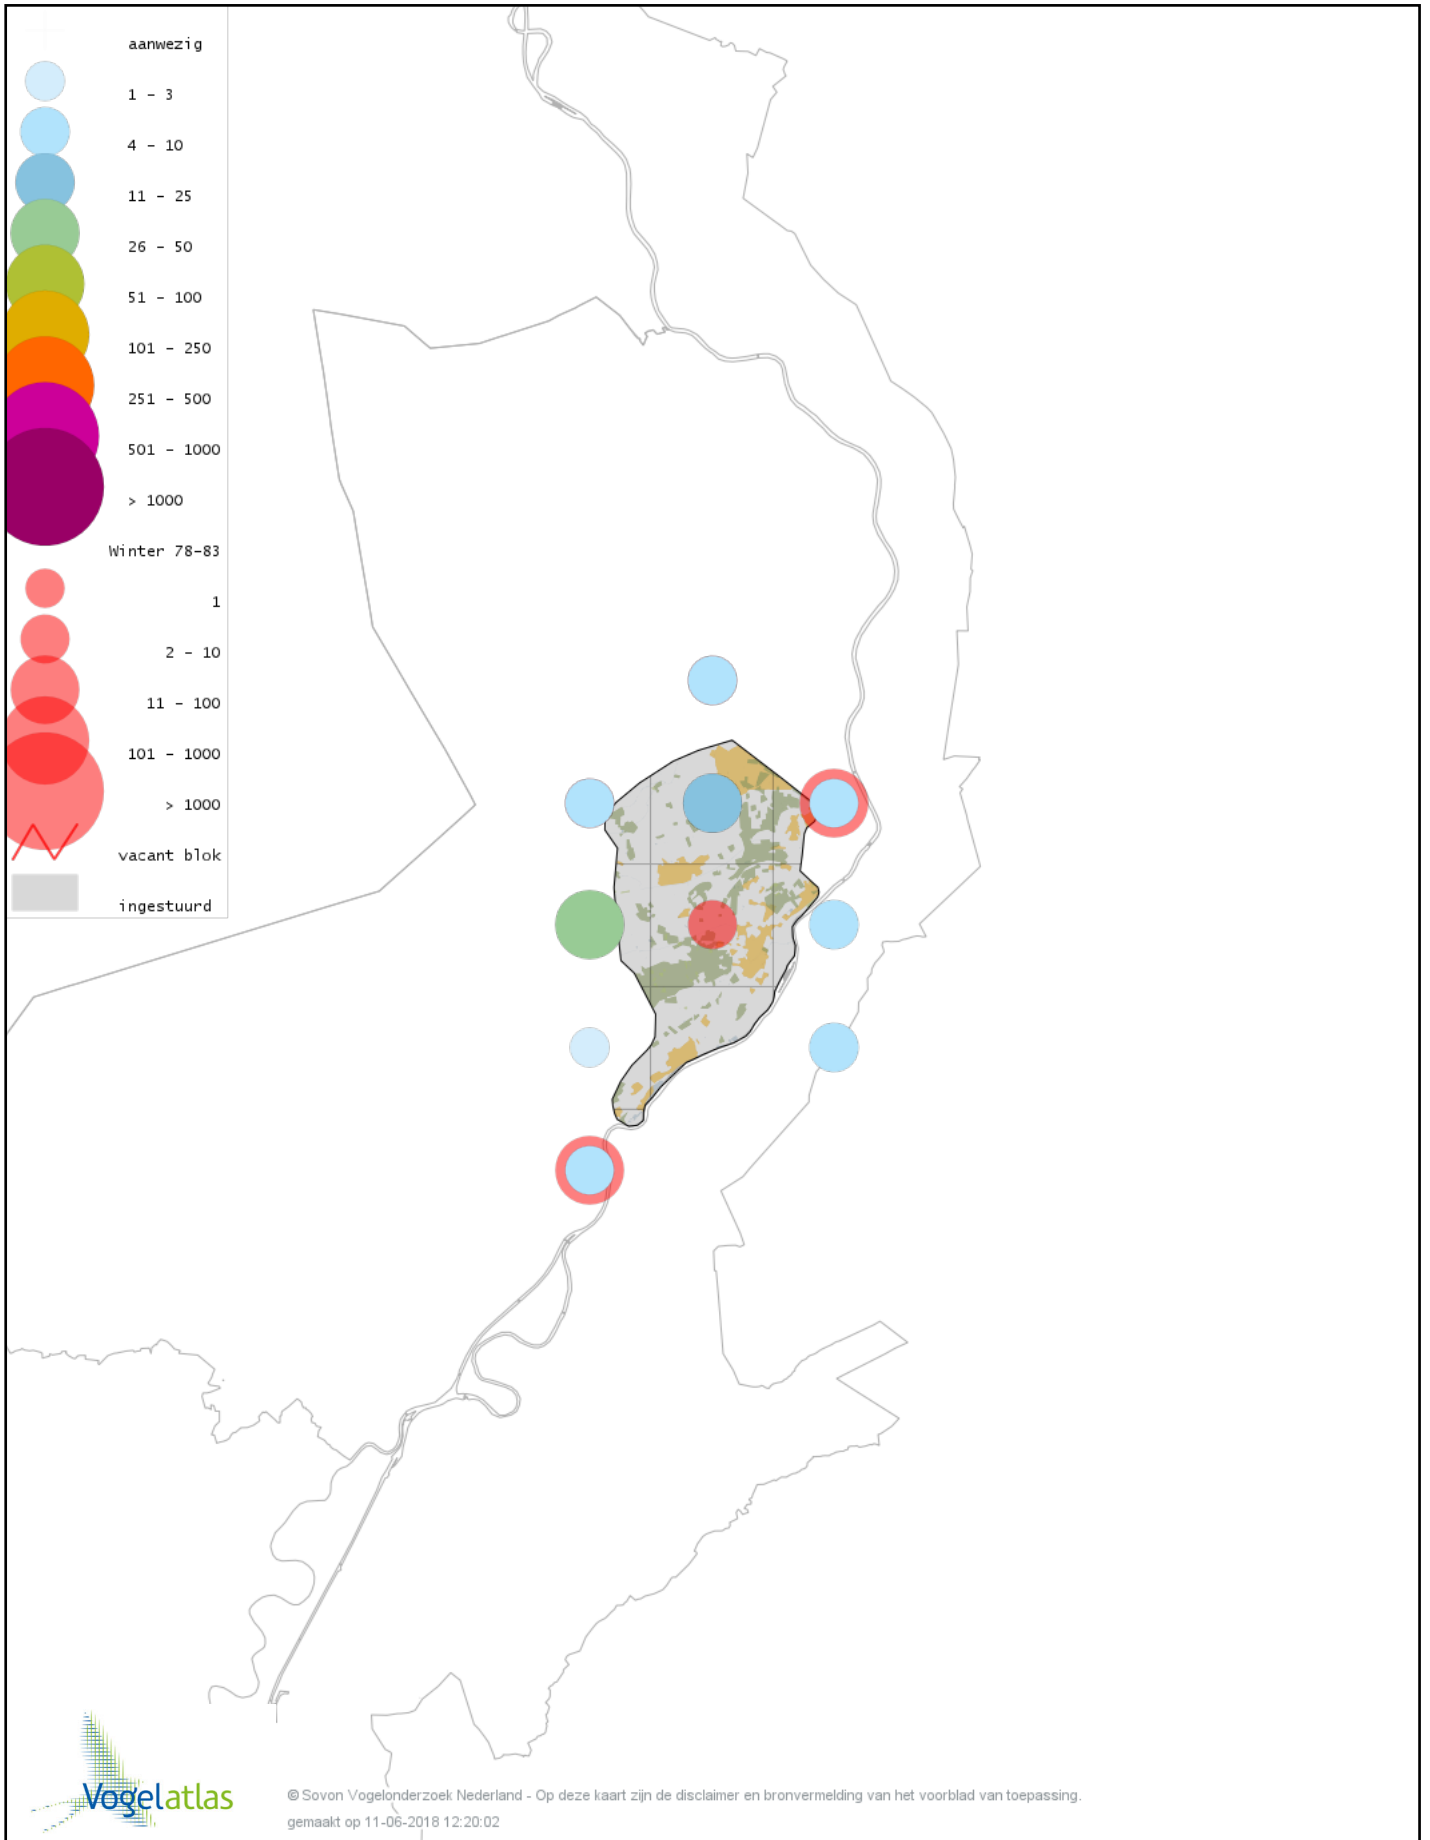 aanwezig
1 – 3
4 – 10
11 – 25
26 – 50
51 – 100
101 – 250
251 – 500
501 – 1000
> 1000
Winter 78-83
1
2 – 10
11 – 100
101 – 1000
> 1000
vacant blok
ingestuurd
Vogelatlas
© Sovon Vogelonderzoek Nederland - Op deze kaart zijn de disclaimer en bronvermelding van het voorblad van toepassing.
gemaakt op 11-06-2018 12:20:02